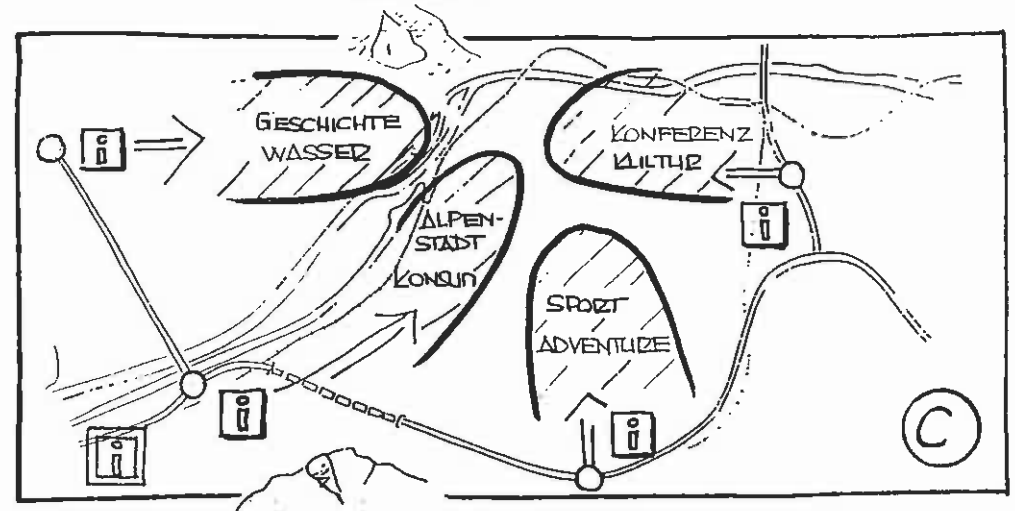 i
GESCHICHTE
WASSER
KONFERENZ
KULTUR
i
ALPEN-
STADT
KONSUM
SPORT
ADVENTURE
i
i
i
C